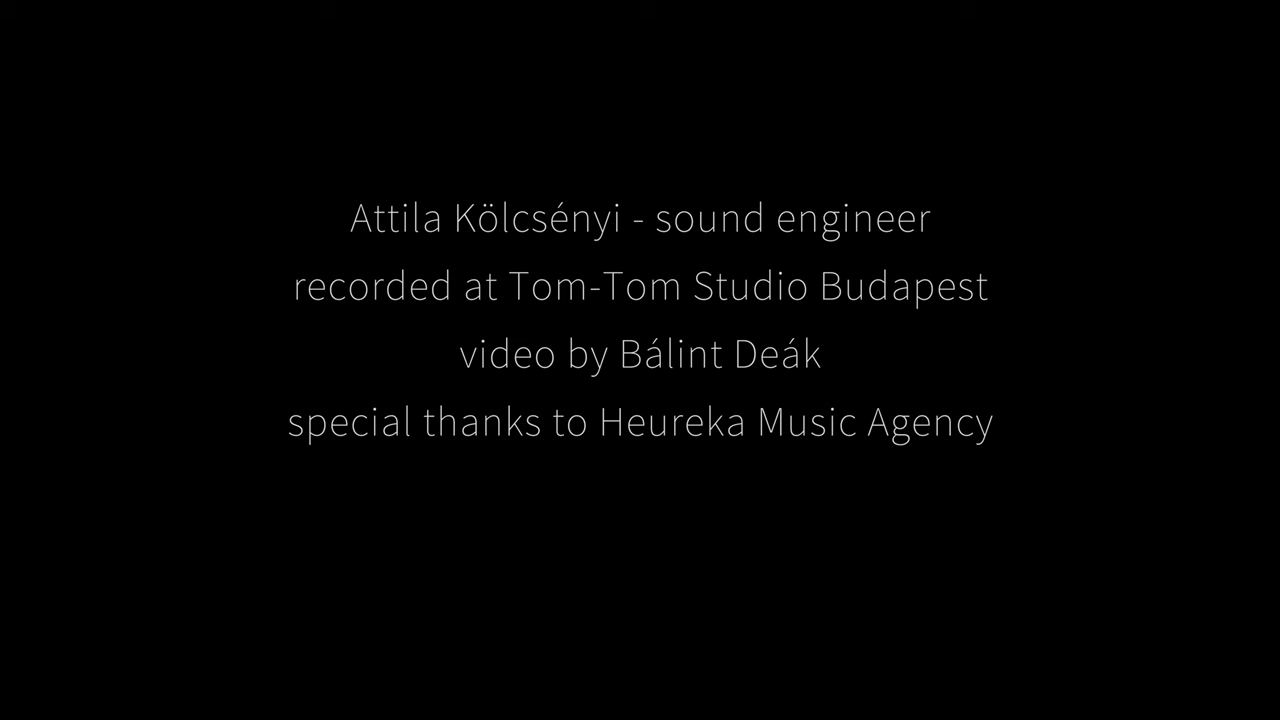 Attila Kölcsényi - sound engineer
recorded at Tom-Tom Studio Budapest
video by Bálint Deák
special thanks to Heureka Music Agency